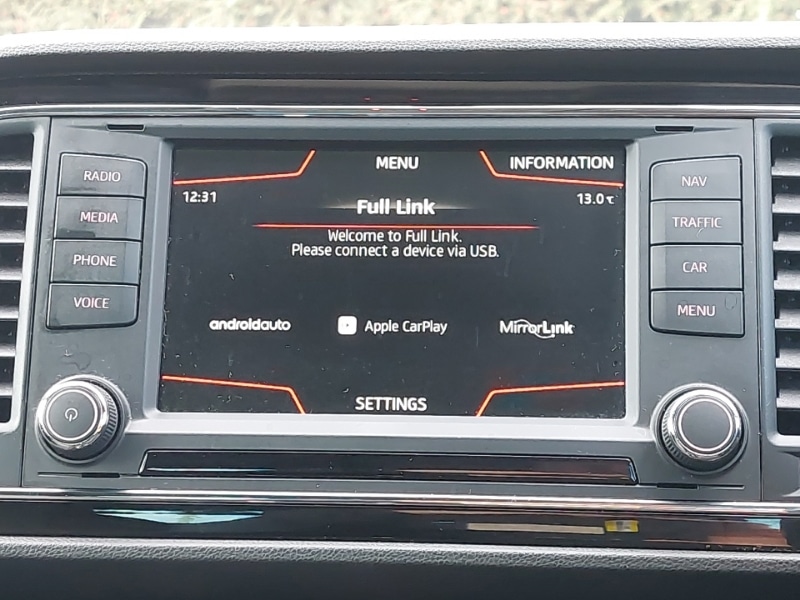 RADIO
MEDIA
PHONE
VOICE
MENU
INFORMATION
12:31
13.0℃
Full Link
Welcome to Full Link.
Please connect a device via USB.
androidauto
Apple CarPlay
MirrorLink
SETTINGS
NAV
TRAFFIC
CAR
MENU